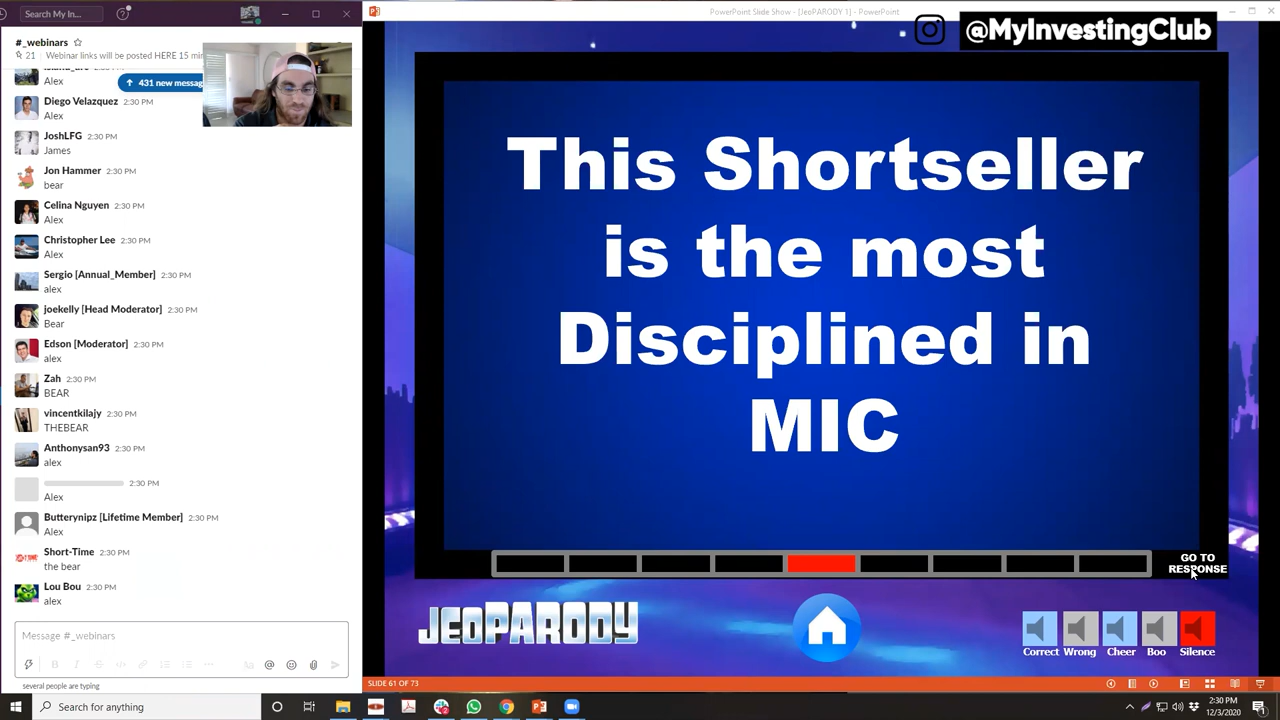 Search My In...
PowerPoint Slide Show - [JeoPARODY 1] - PowerPoint
@MyInvestingClub
#_webinars
21 Webinar links will be posted HERE 15 min
Alex
431 new messag
Diego Velazquez 2:30 PM
Alex
JoshLFG 2:30 PM
James
Jon Hammer 2:30 PM
bear
Celina Nguyen 2:30 PM
Alex
Christopher Lee 2:30 PM
Alex
Sergio [Annual_Member] 2:30 PM
alex
joekelly [Head Moderator] 2:30 PM
Bear
Edson [Moderator] 2:30 PM
alex
Zah 2:30 PM
BEAR
vincentkilajy 2:30 PM
THEBEAR
Anthonysan93 2:30 PM
alex
2:30 PM
Alex
Butterynipz [Lifetime Member] 2:30 PM
Alex
Short-Time 2:30 PM
the bear
Lou Bou 2:30 PM
alex
Message #_webinars
several people are typing
This Shortseller
is the most
Disciplined in
MIC
GO TO
RESPONSE
JEOPARODY
Correct Wrong Cheer Boo Silence
SLIDE 61 OF 73
Search for anything
2:30 PM
12/3/2020